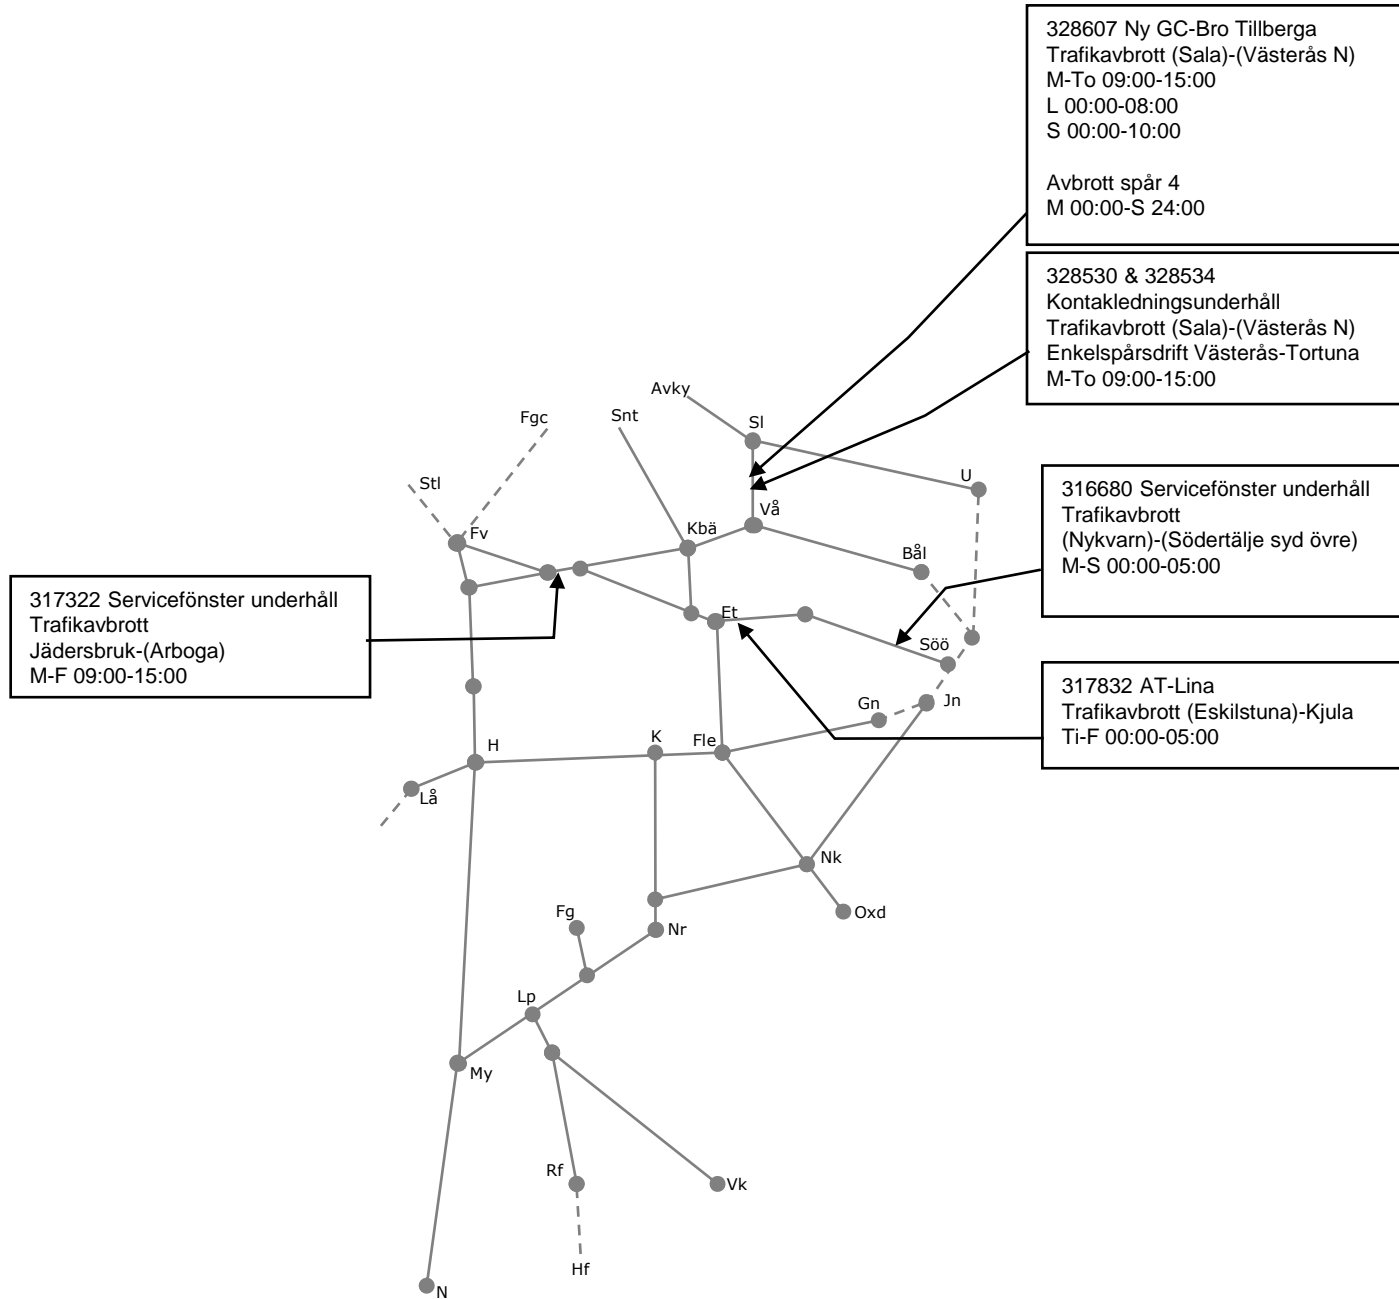 328607 Ny GC-Bro Tillberga
Trafikavbrott (Sala)-(Västerås N)
M-To 09:00-15:00
L 00:00-08:00
S 00:00-10:00
Avbrott spår 4
M 00:00-S 24:00
328530 & 328534
Kontakledningsunderhåll
Trafikavbrott (Sala)-(Västerås N)
Enkelspårsdrift Västerås-Tortuna
M-To 09:00-15:00
316680 Servicefönster underhåll
Trafikavbrott
(Nykvarn)-(Södertälje syd övre)
M-S 00:00-05:00
317832 AT-Lina
Trafikavbrott (Eskilstuna)-Kjula
Ti-F 00:00-05:00
317322 Servicefönster underhåll
Trafikavbrott
Jädersbruk-(Arboga)
M-F 09:00-15:00
Avky
Fgc
Snt
Sl
Stl
U
Fv
Kbä
Vå
Bål
Et
Söö
Gn
Jn
H
K
Fle
Lå
Nk
Fg
Oxd
Nr
Lp
My
Rf
Vk
Hf
N